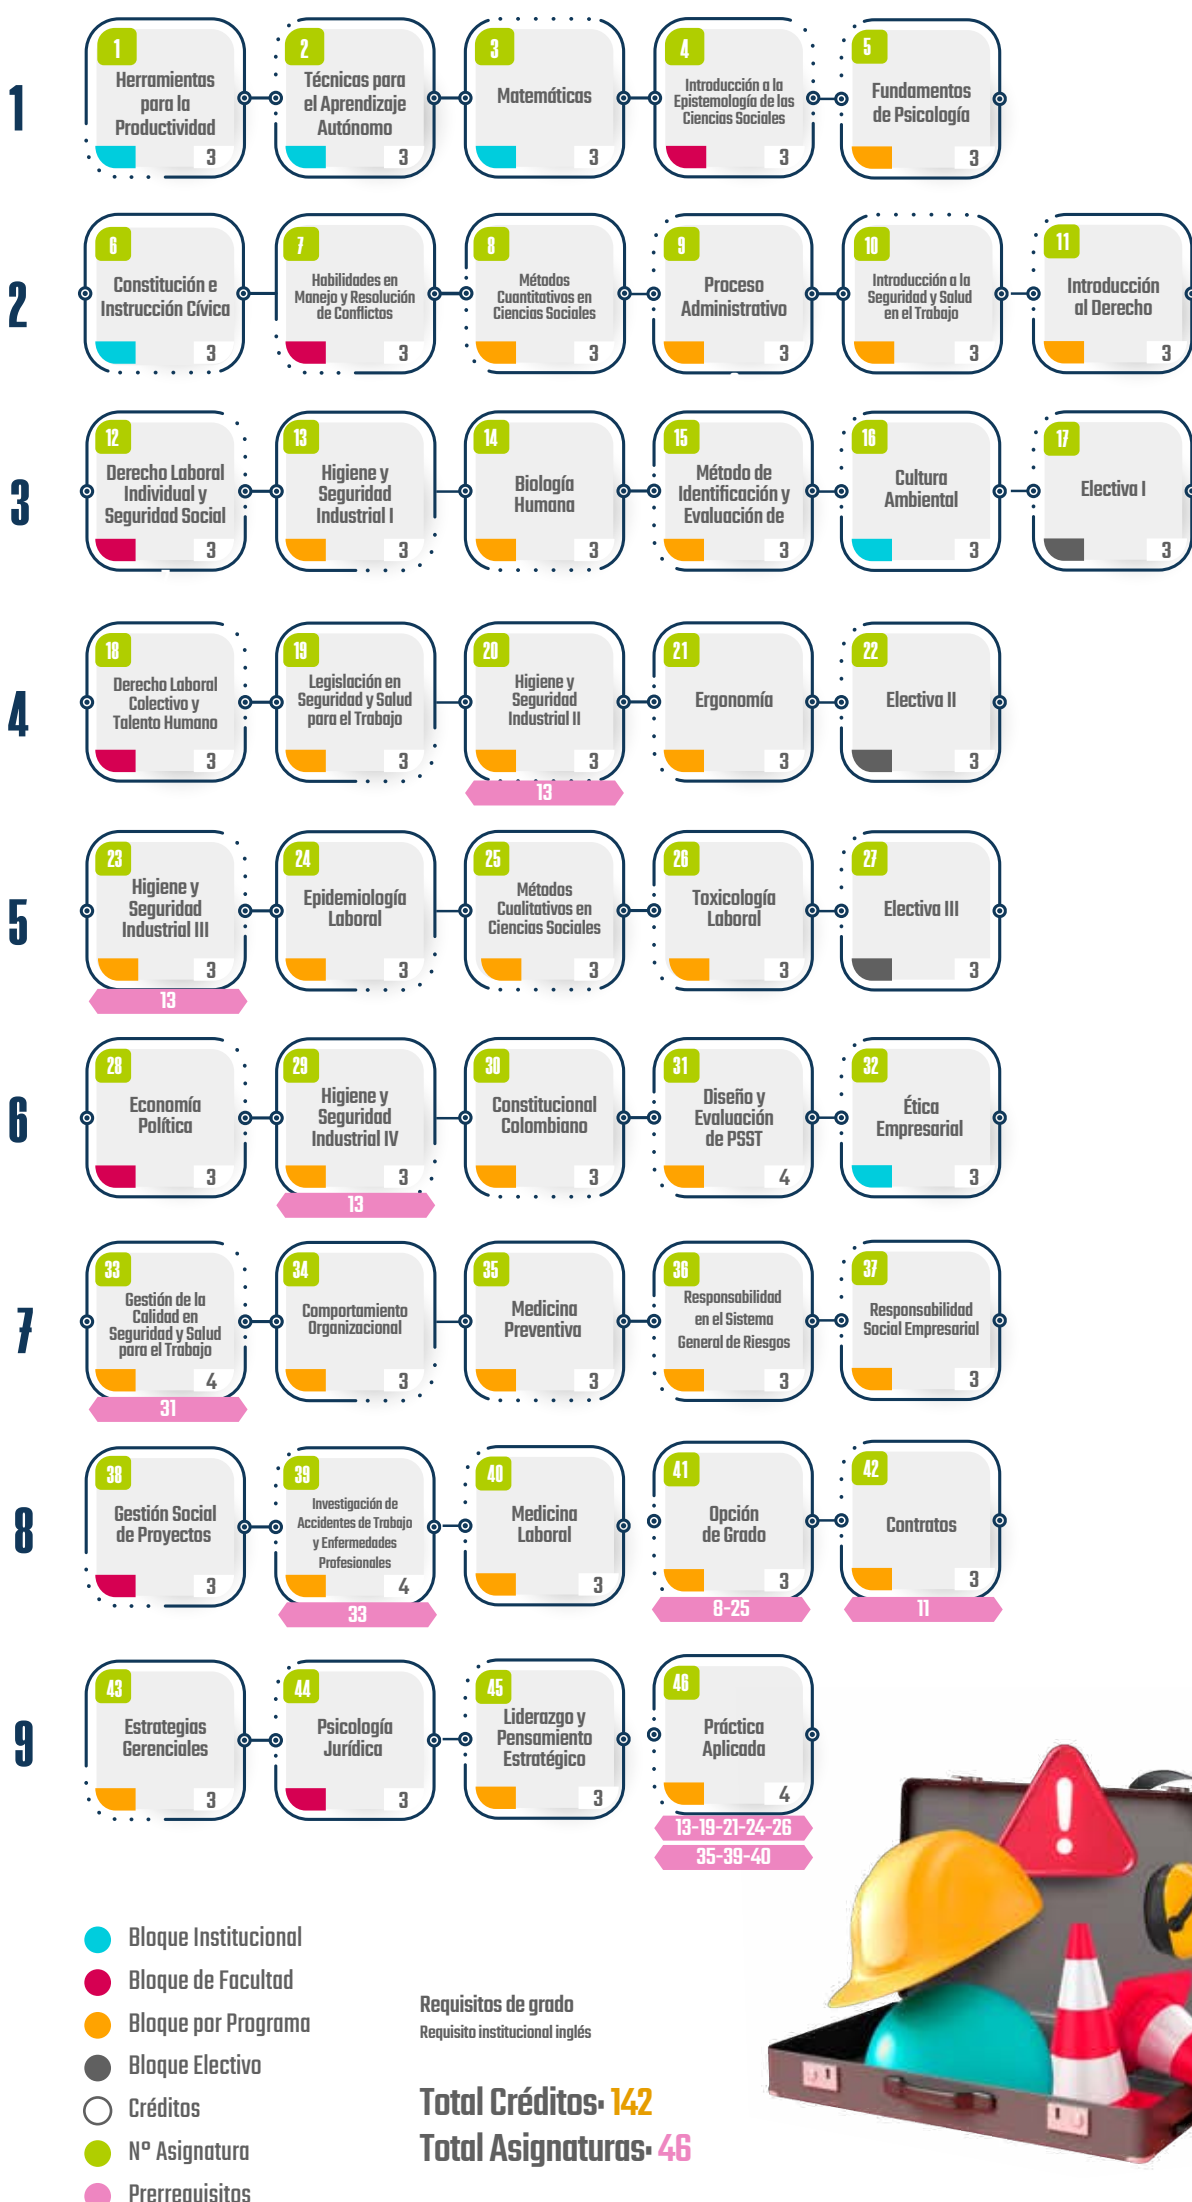 1
1
Herramientas
para la
Productividad
3
2
Técnicas para
el Aprendizaje
Autónomo
3
3
Matemáticas
3
4
Introducción a la
Epistemología de las
Ciencias Sociales
3
5
Fundamentos
de Psicología
3
2
6
Constitución e
Instrucción Cívica
3
7
Habilidades en
Manejo y Resolución
de Conflictos
3
8
Métodos
Cuantitativos en
Ciencias Sociales
3
9
Proceso
Administrativo
3
10
Introducción a la
Seguridad y Salud
en el Trabajo
3
11
Introducción
al Derecho
3
3
12
Derecho Laboral
Individual y
Seguridad Social
3
13
Higiene y
Seguridad
Industrial I
3
14
Biología
Humana
3
15
Método de
Identificación y
Evaluación de
3
16
Cultura
Ambiental
3
17
Electiva I
3
4
18
Derecho Laboral
Colectivo y
Talento Humano
3
19
Legislación en
Seguridad y Salud
para el Trabajo
3
20
Higiene y
Seguridad
Industrial II
3
13
21
Ergonomía
3
22
Electiva II
3
5
23
Higiene y
Seguridad
Industrial III
3
13
24
Epidemiología
Laboral
3
25
Métodos
Cualitativos en
Ciencias Sociales
3
26
Toxicología
Laboral
3
27
Electiva III
3
6
28
Economía
Política
3
29
Higiene y
Seguridad
Industrial IV
3
13
30
Constitucional
Colombiano
3
31
Diseño y
Evaluación
de PSST
4
32
Ética
Empresarial
3
7
33
Gestión de la
Calidad en
Seguridad y Salud
para el Trabajo
4
31
34
Comportamiento
Organizacional
3
35
Medicina
Preventiva
3
36
Responsabilidad
en el Sistema
General de Riesgos
3
37
Responsabilidad
Social Empresarial
3
8
38
Gestión Social
de Proyectos
3
39
Investigación de
Accidentes de Trabajo
y Enfermedades
Profesionales
4
33
40
Medicina
Laboral
3
41
Opción
de Grado
3
8-25
42
Contratos
3
11
9
43
Estrategias
Gerenciales
3
44
Psicología
Jurídica
3
45
Liderazgo y
Pensamiento
Estratégico
3
46
Práctica
Aplicada
4
13-19-21-24-26
35-39-40
Bloque Institucional
Bloque de Facultad
Bloque por Programa
Bloque Electivo
Créditos
N° Asignatura
Prerrequisitos
Requisitos de grado
Requisito institucional inglés
Total Créditos: 142
Total Asignaturas: 46